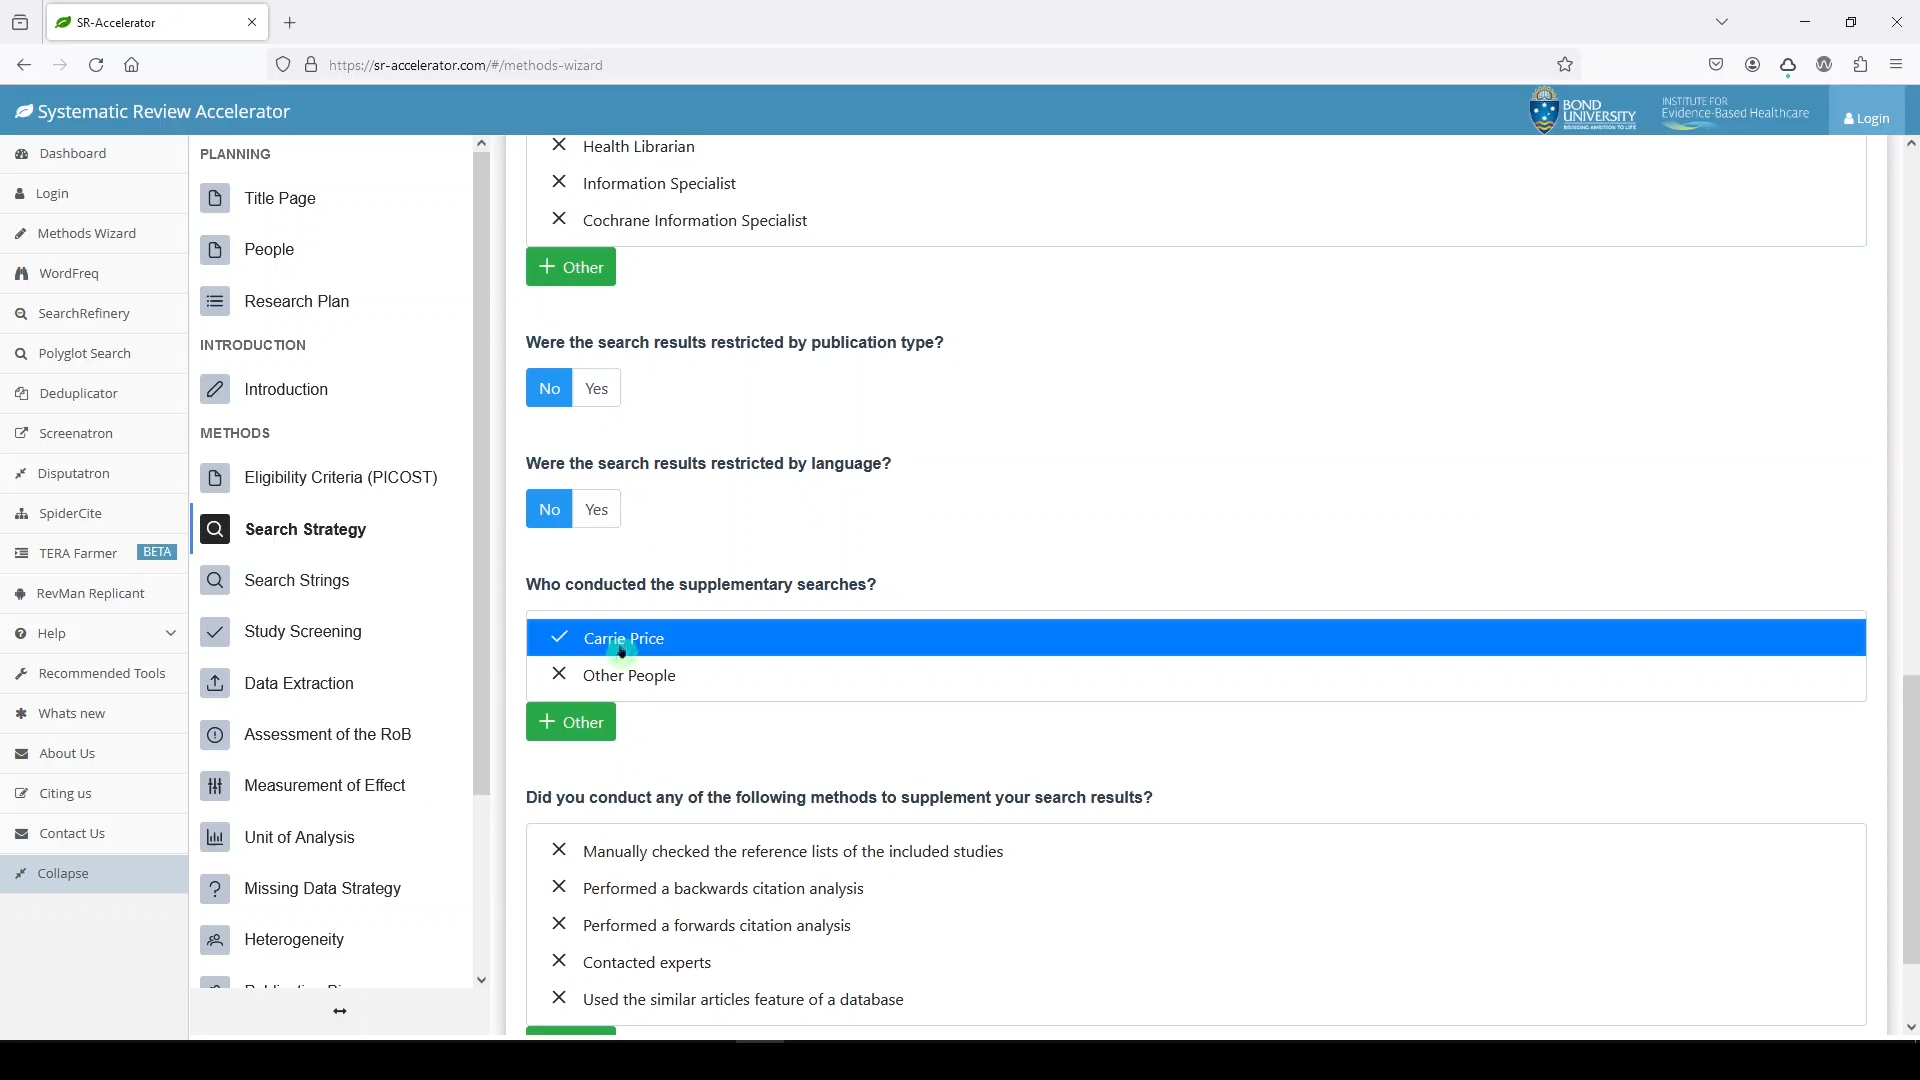 SR-Accelerator
https://sr-accelerator.com/#/methods-wizard
Systematic Review Accelerator
BOND
UNIVERSITY
BRINGING AMBITION TO LIFE
INSTITUTE FOR
Evidence-Based Healthcare
Login
Dashboard
Login
Methods Wizard
WordFreq
SearchRefinery
Polyglot Search
Deduplicator
Screenatron
Disputatron
SpiderCite
TERA Farmer BETA
RevMan Replicant
Help
Recommended Tools
Whats new
About Us
Citing us
Contact Us
Collapse
PLANNING
Title Page
People
Research Plan
INTRODUCTION
Introduction
METHODS
Eligibility Criteria (PICOST)
Search Strategy
Search Strings
Study Screening
Data Extraction
Assessment of the RoB
Measurement of Effect
Unit of Analysis
Missing Data Strategy
Heterogeneity
Health Librarian
Information Specialist
Cochrane Information Specialist
+ Other
Were the search results restricted by publication type?
No Yes
Were the search results restricted by language?
No Yes
Who conducted the supplementary searches?
Carrie Price
Other People
+ Other
Did you conduct any of the following methods to supplement your search results?
Manually checked the reference lists of the included studies
Performed a backwards citation analysis
Performed a forwards citation analysis
Contacted experts
Used the similar articles feature of a database